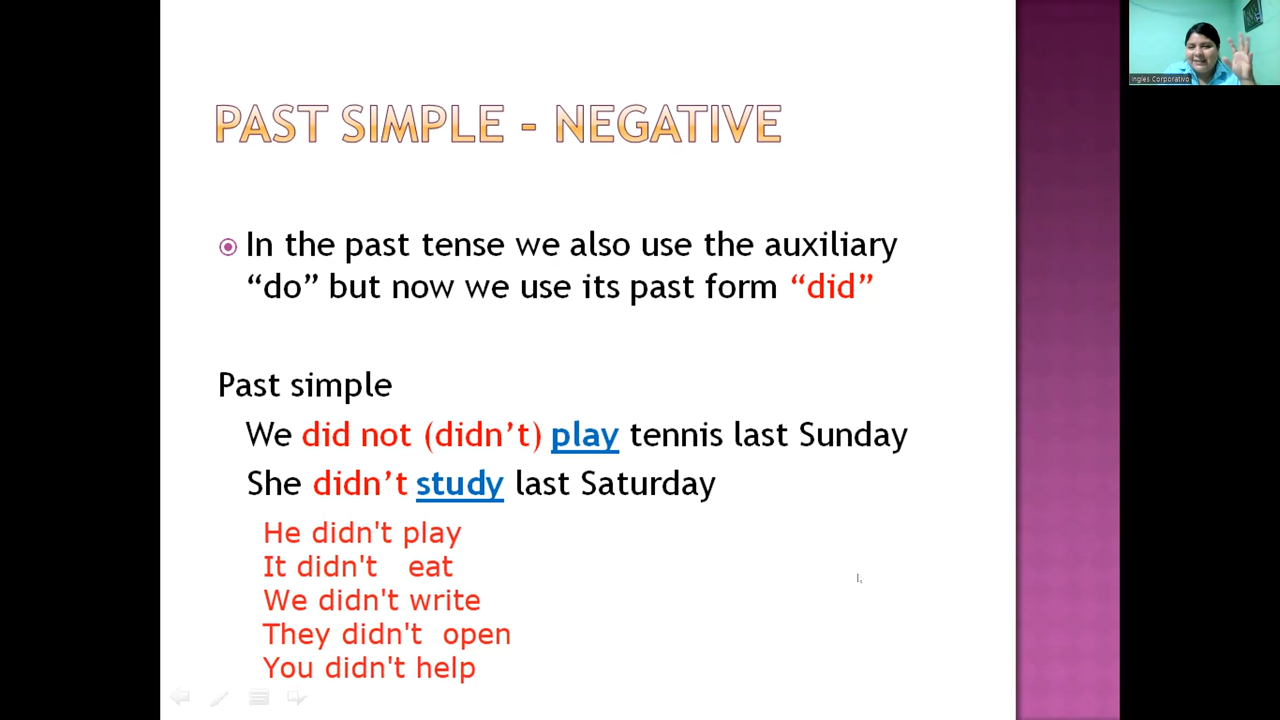 PAST SIMPLE - NEGATIVE
In the past tense we also use the auxiliary
“do” but now we use its past form “did”
Past simple
We did not (didn’t) play tennis last Sunday
She didn’t study last Saturday
He didn't play
It didn't eat
We didn't write
They didn't open
You didn't help
Ingles Corporativo